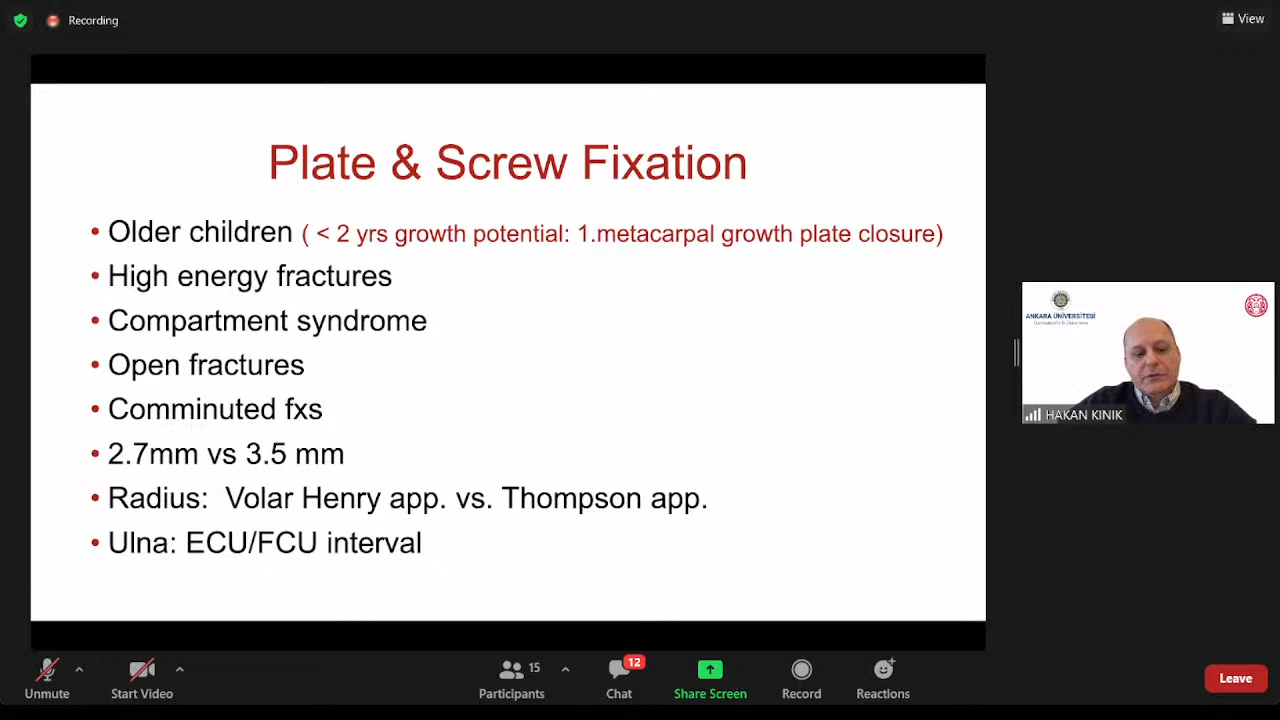 Recording
View
Plate & Screw Fixation
• Older children ( < 2 yrs growth potential: 1.metacarpal growth plate closure)
• High energy fractures
• Compartment syndrome
• Open fractures
• Comminuted fxs
• 2.7mm vs 3.5 mm
• Radius:  Volar Henry app. vs. Thompson app.
• Ulna: ECU/FCU interval
ANKARA ÜNİVERSİTESİ
HAKAN KINIK
12
15
Unmute
Start Video
Participants
Chat
Share Screen
Record
Reactions
Leave